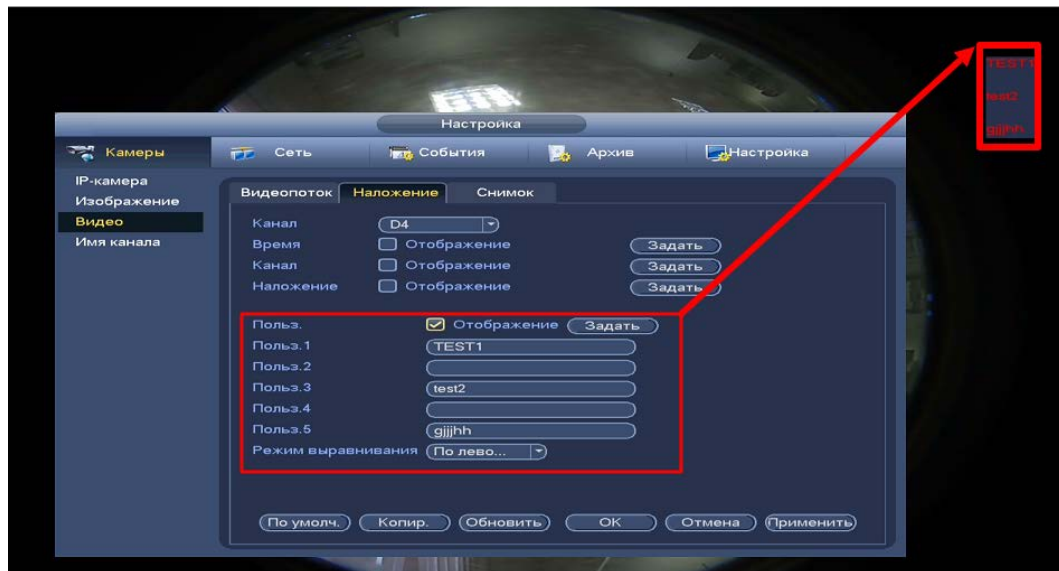 TEST1
test2
gjjjhh
Настройка
Камеры Сеть События Архив Настройка
IP-камера
Изображение
Видео
Имя канала
Видеопоток Наложение Снимок
Канал D4
Время Отображение Задать
Канал Отображение Задать
Наложение Отображение Задать
Польз. Отображение Задать
Польз.1 TEST1
Польз.2
Польз.3 test2
Польз.4
Польз.5 gjjjhh
Режим выравнивания По лево...
По умолч. Копир. Обновить OK Отмена Применить